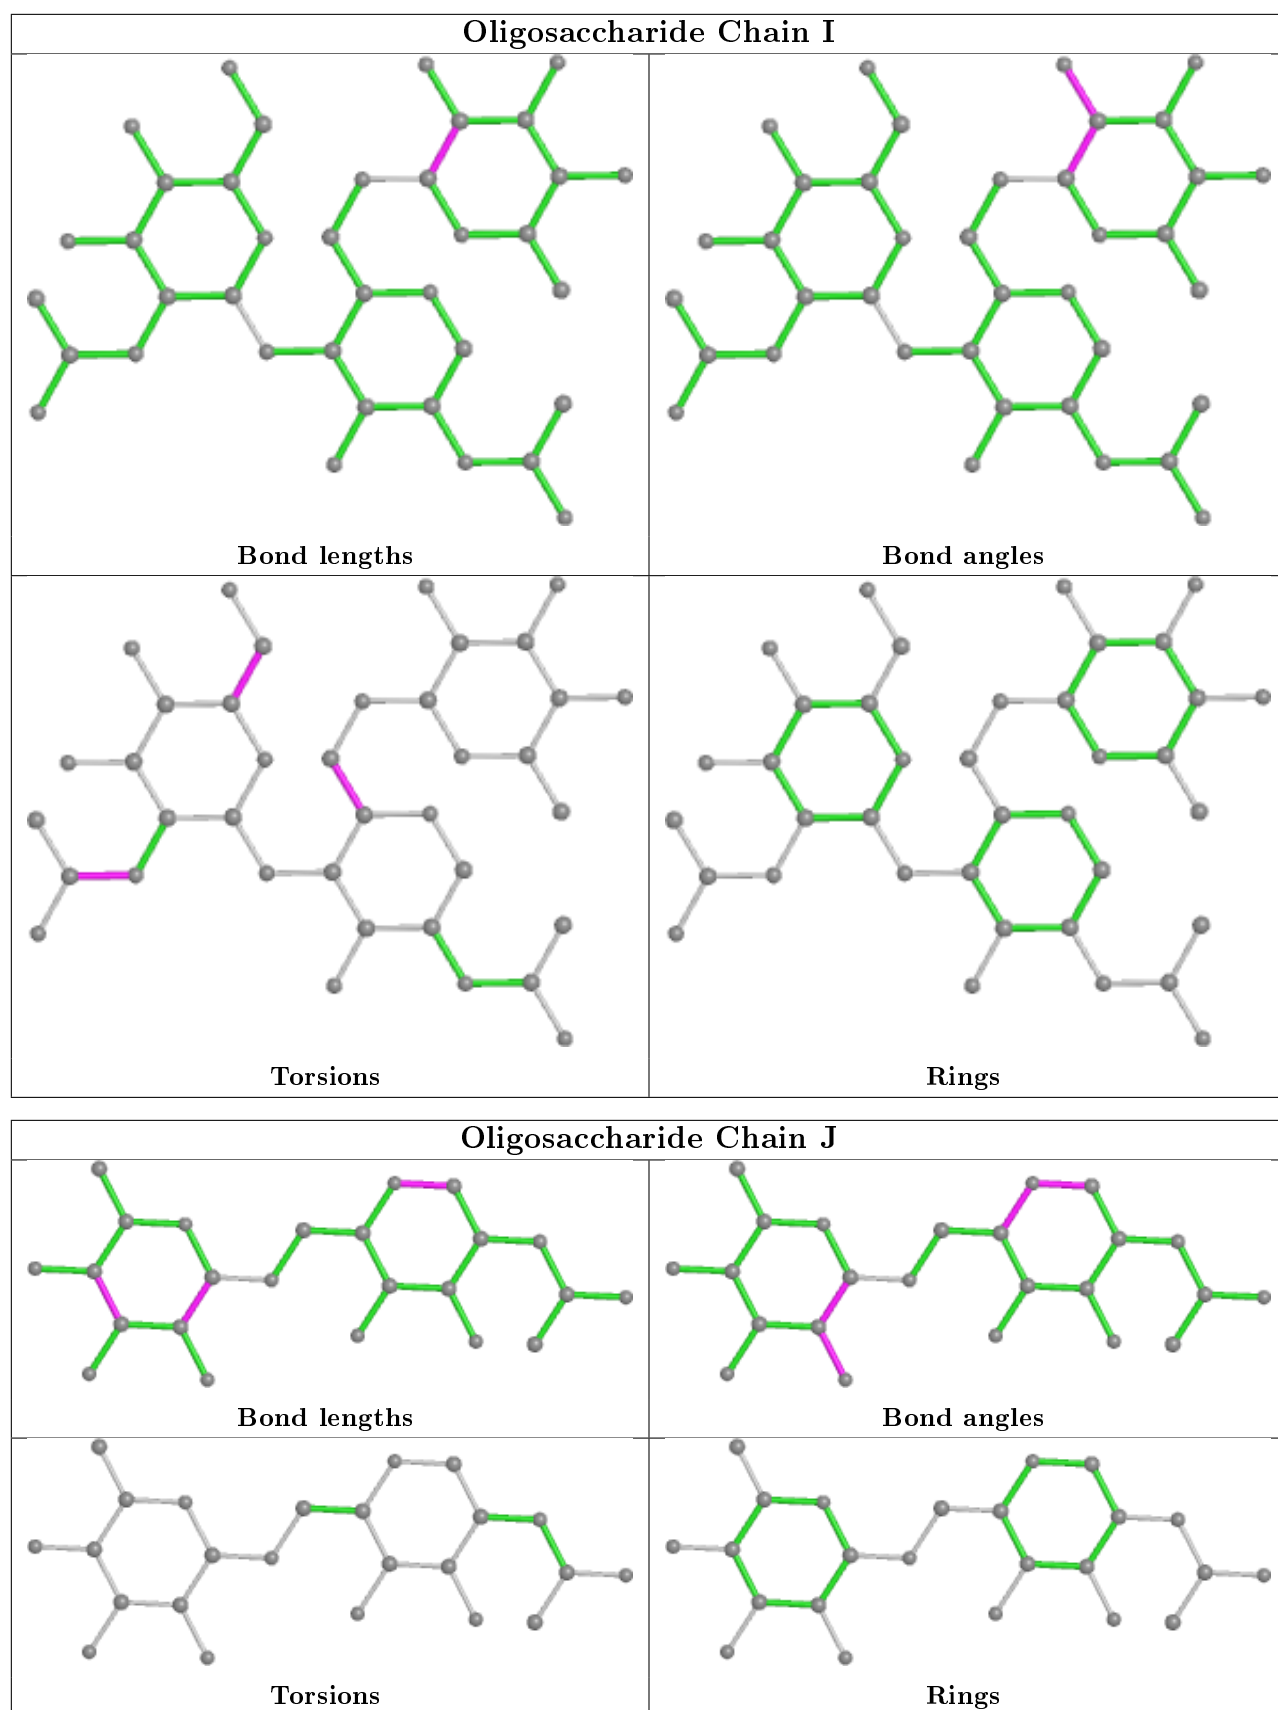 Oligosaccharide Chain I
Bond lengths
Bond angles
Torsions
Rings
Oligosaccharide Chain J
Bond lengths
Bond angles
Torsions
Rings